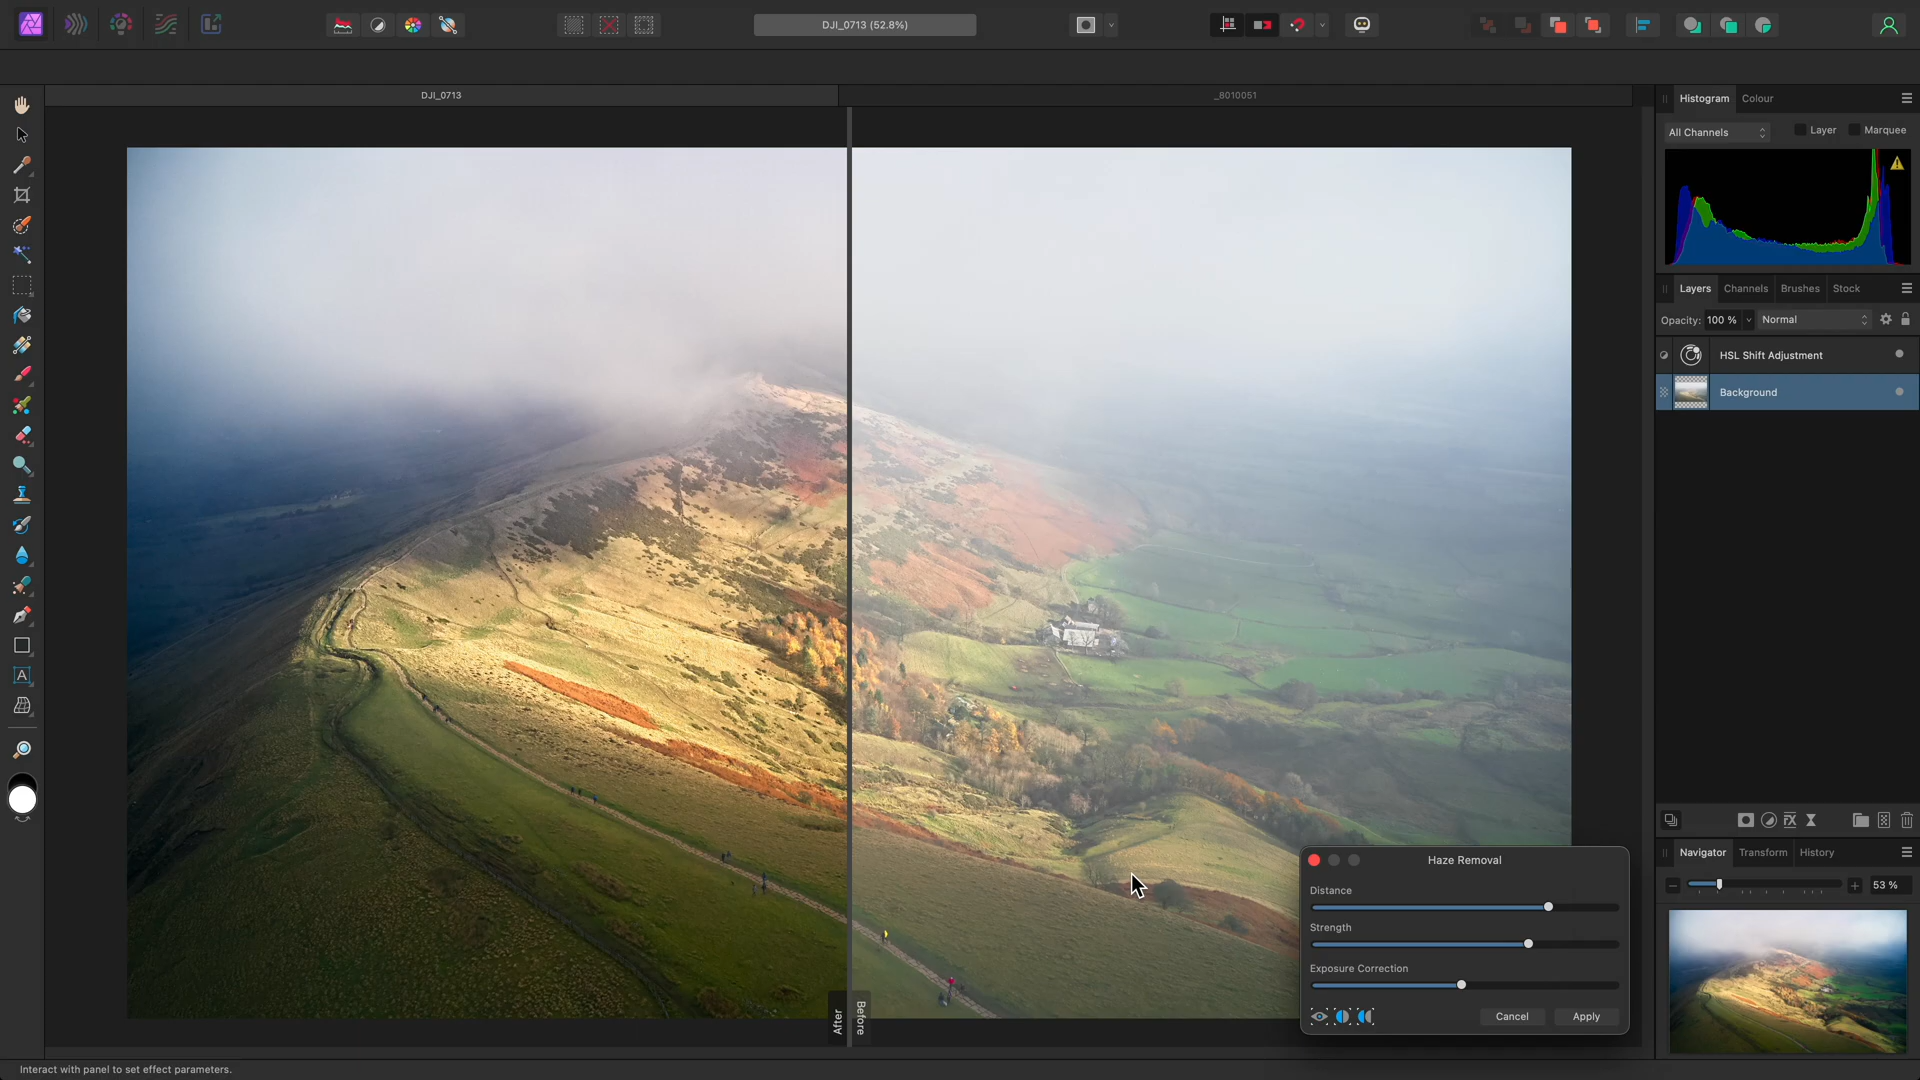 DJI_0713 (52.8%)
DJI_0713
_8010051
Histogram
Colour
All Channels
Layer
Marquee
Layers
Channels
Brushes
Stock
Opacity:
100 %
Normal
HSL Shift Adjustment
Background
Navigator
Transform
History
53 %
After
Before
Haze Removal
Distance
Strength
Exposure Correction
Cancel
Apply
Interact with panel to set effect parameters.